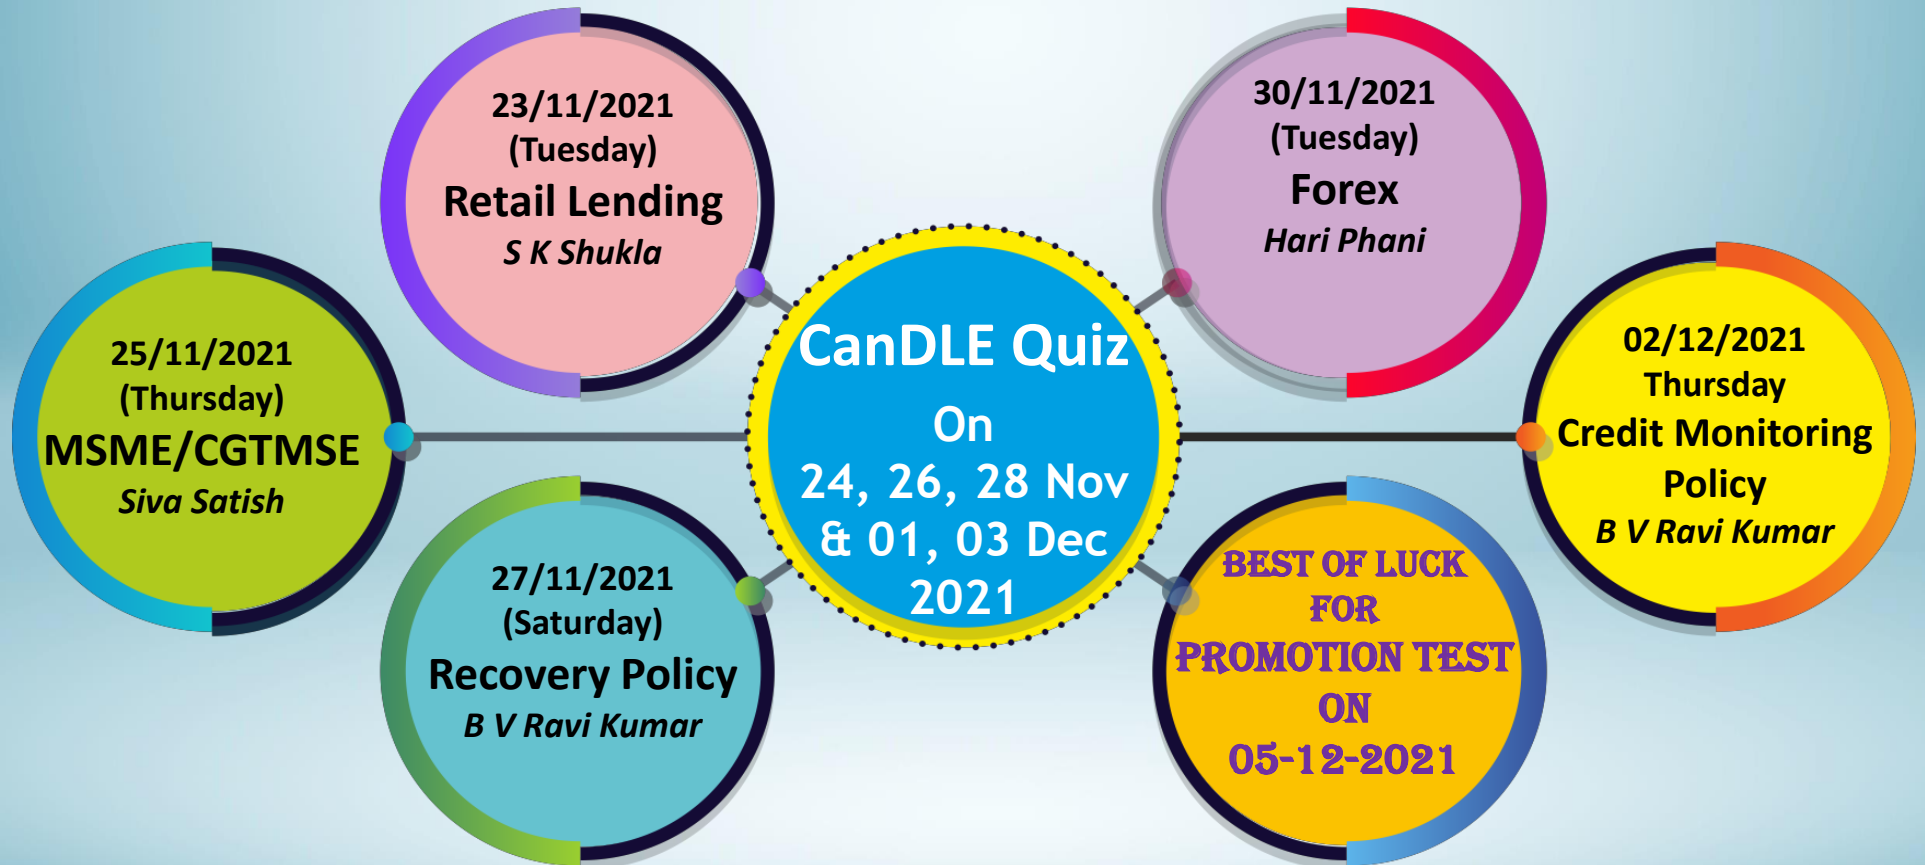 23/11/2021
(Tuesday)
Retail Lending
S K Shukla
30/11/2021
(Tuesday)
Forex
Hari Phani
25/11/2021
(Thursday)
MSME/CGTMSE
Siva Satish
CanDLE Quiz
On
24, 26, 28 Nov
& 01, 03 Dec
2021
02/12/2021
Thursday
Credit Monitoring
Policy
B V Ravi Kumar
27/11/2021
(Saturday)
Recovery Policy
B V Ravi Kumar
BEST OF LUCK
FOR
PROMOTION TEST
ON
05-12-2021